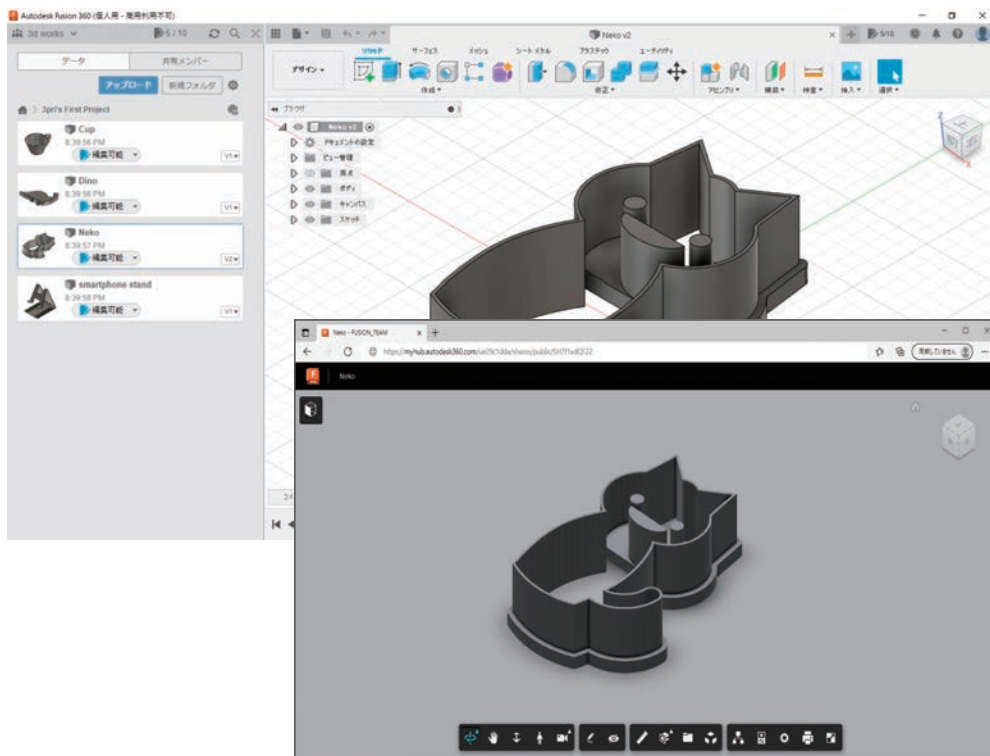 Autodesk Fusion 360 (個人用 - 商用利用不可)
3d works
5 / 10
データ
共有メンバー
アップロード
新規フォルダ
3pri's First Project
Cup
8:39:56 PM
編集可能
V1
Dino
8:39:56 PM
編集可能
V1
Neko
8:39:57 PM
編集可能
V2
smartphone stand
8:39:58 PM
編集可能
V1
Neko v2
5/10
デザイン
ソリッド
サーフェス
メッシュ
シート メタル
プラスチック
ユーティリティ
作成
修正
アセンブリ
構築
検査
挿入
選択
ブラウザ
Neko v2
ドキュメントの設定
ビュー管理
原点
ボディ
キャンバス
スケッチ
Z
X
Neko - FUSION_TEAM
Neko